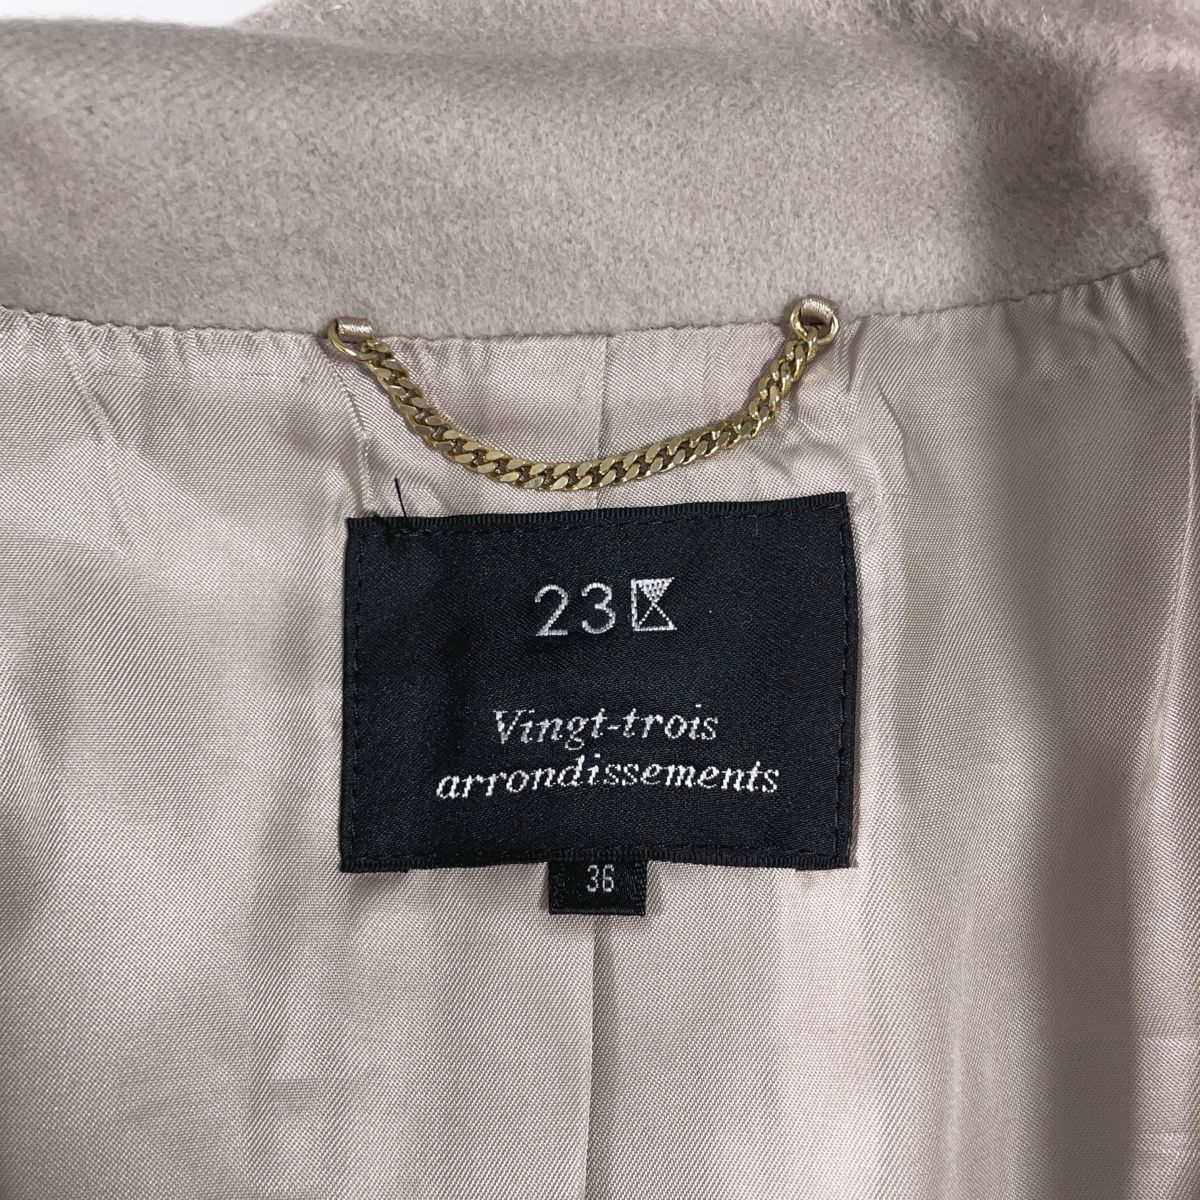 23区
Vingt-trois
arrondissements
36